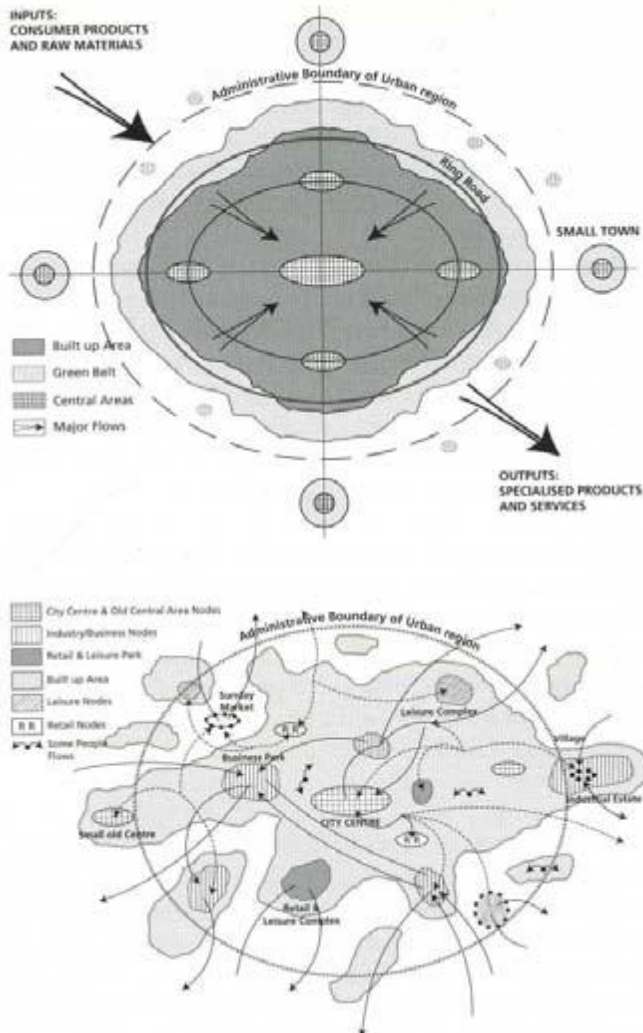 INPUTS:
CONSUMER PRODUCTS
AND RAW MATERIALS
Administrative Boundary of Urban region
Ring Road
SMALL TOWN
Built up Area
Green Belt
Central Areas
Major Flows
OUTPUTS:
SPECIALISED PRODUCTS
AND SERVICES
City Centre & Old Central Area Nodes
Industry/Business Nodes
Retail & Leisure Park
Built up Area
Leisure Nodes
R R Retail Nodes
Some People
Flows
Administrative Boundary of Urban region
Sunday
Market
R R
Leisure Complex
Village
Business Park
Industrial Estate
Small old Centre
CITY CENTRE
R R
Retail &
Leisure Complex